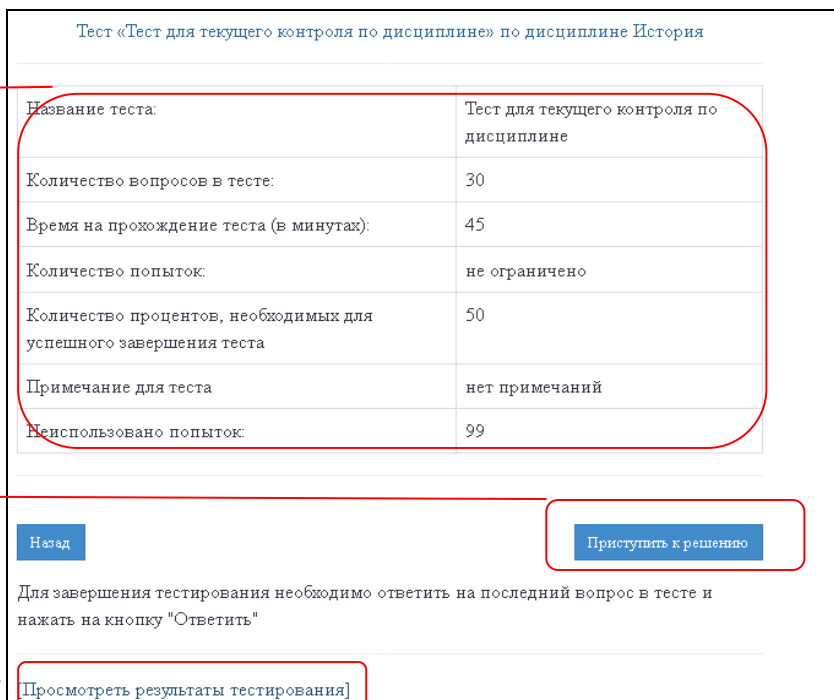 Тест «Тест для текущего контроля по дисциплине» по дисциплине История
Название теста: Тест для текущего контроля по
дисциплине
Количество вопросов в тесте: 30
Время на прохождение теста (в минутах): 45
Количество попыток: не ограничено
Количество процентов, необходимых для 50
успешного завершения теста
Примечание для теста нет примечаний
Неиспользовано попыток: 99
Назад Приступить к решению
Для завершения тестирования необходимо ответить на последний вопрос в тесте и
нажать на кнопку "Ответить"
[Просмотреть результаты тестирования]